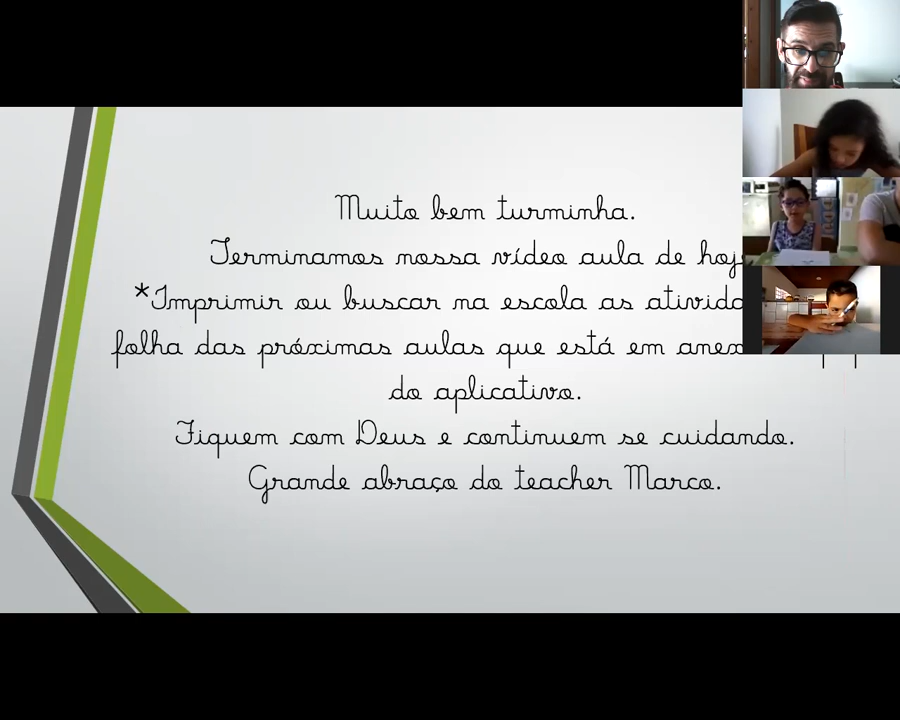 Muito bem turminha.
Terminamos nossa vídeo aula de
*Imprimir ou buscar na escola as
folha das próximas aulas que está em
do aplicativo.
Fiquem com Deus e continuem se cuidando.
Grande abraço do teacher Marco.